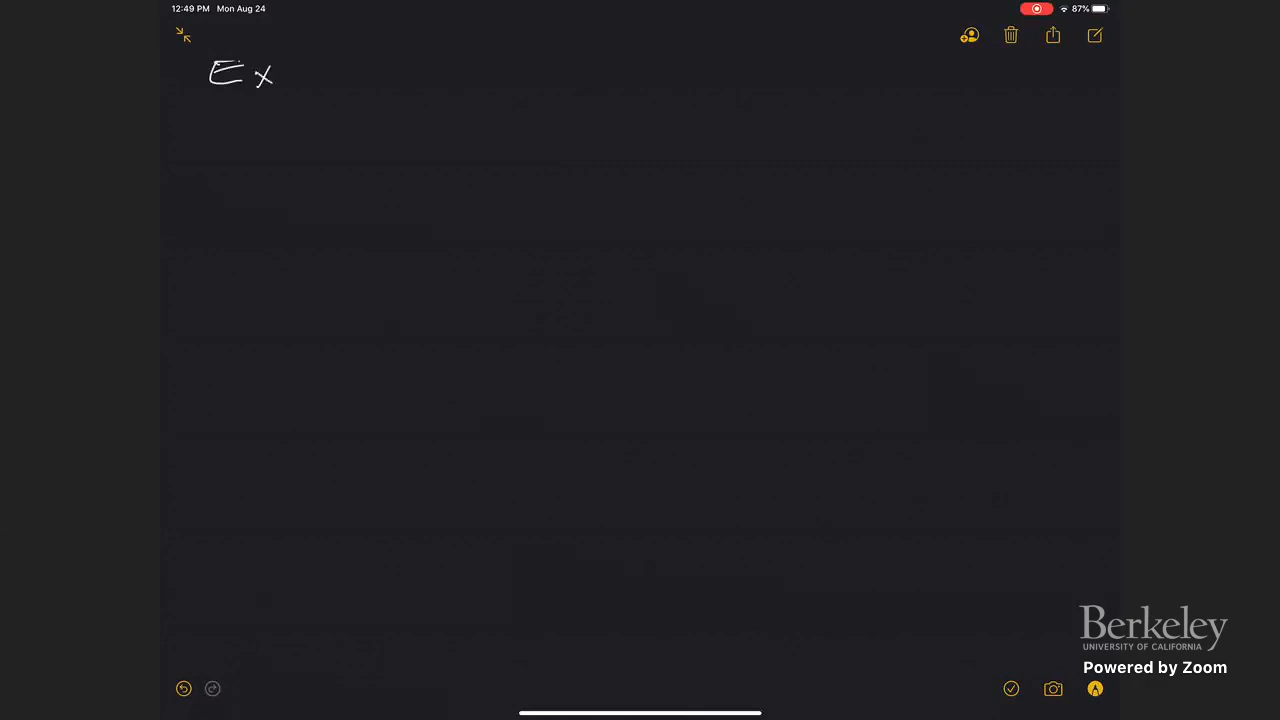 12:49 PM Mon Aug 24
87%
Ex
Berkeley
UNIVERSITY OF CALIFORNIA
Powered by Zoom